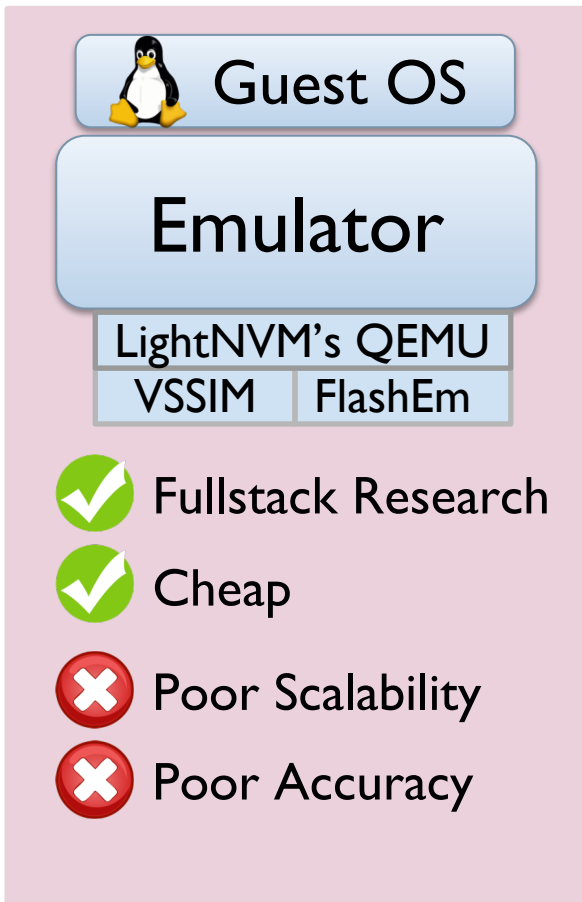 Guest OS
Emulator
LightNVM's QEMU
VSSIM FlashEm
Fullstack Research
Cheap
Poor Scalability
Poor Accuracy